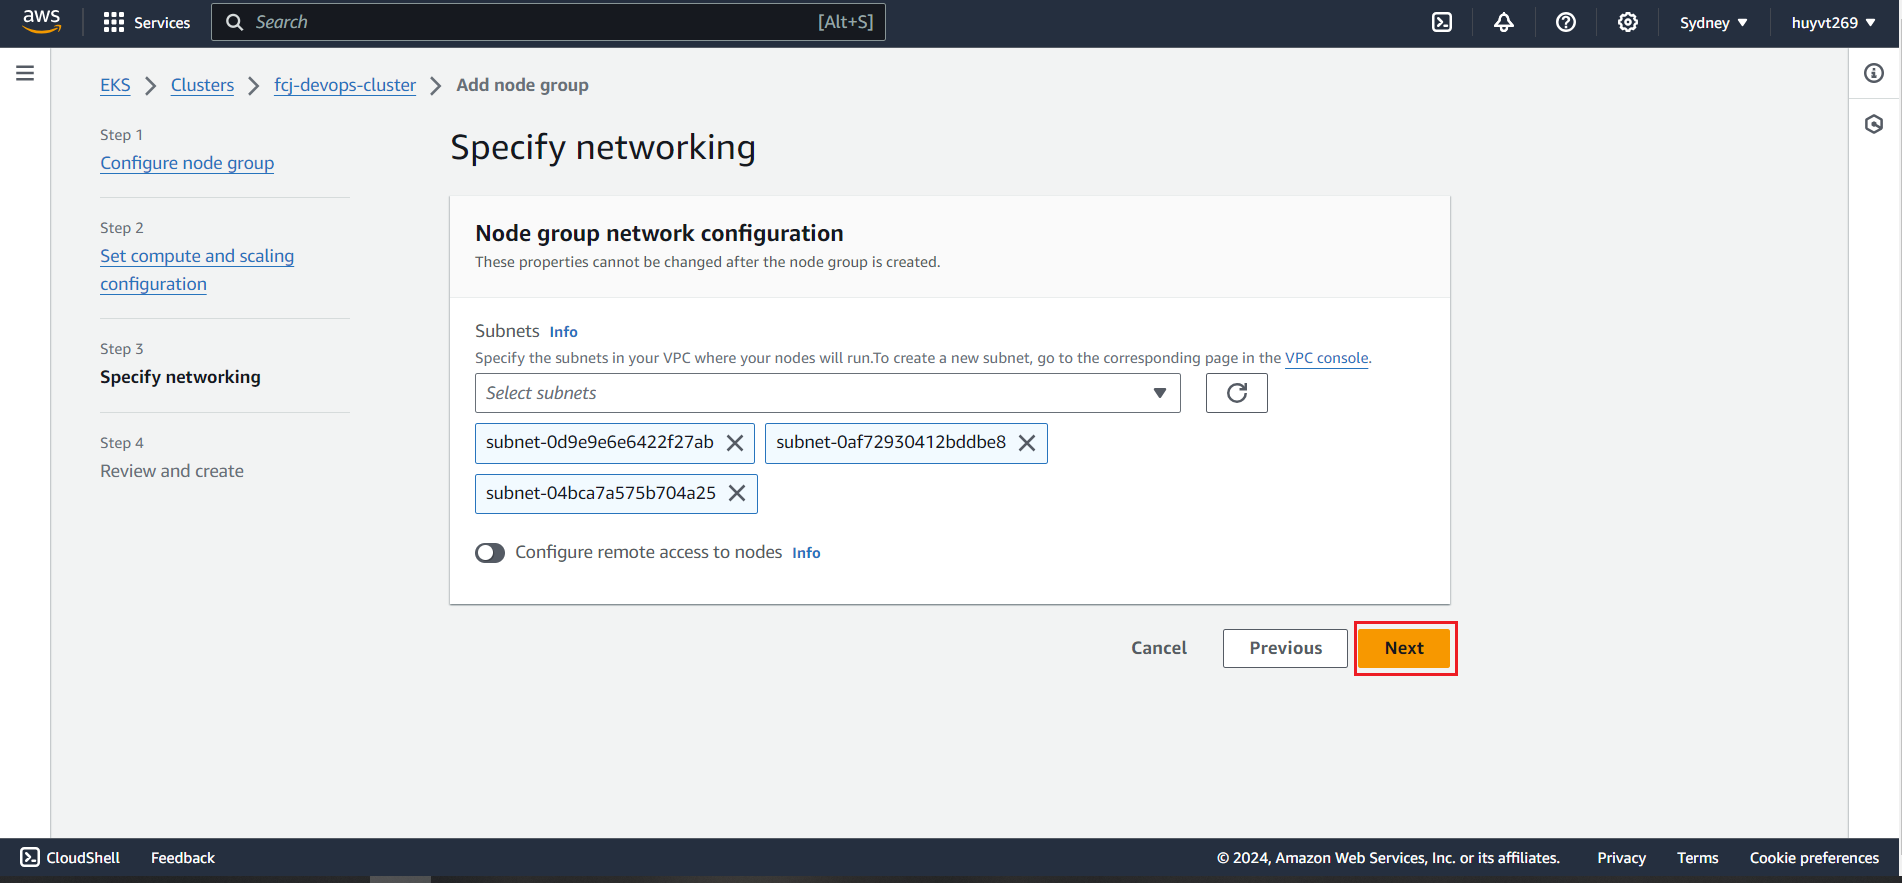 aws Services Search [Alt+S] Sydney huyvt269
EKS Clusters fcj-devops-cluster Add node group
Step 1
Configure node group
Step 2
Set compute and scaling
configuration
Step 3
Specify networking
Step 4
Review and create
Specify networking
Node group network configuration
These properties cannot be changed after the node group is created.
Subnets Info
Specify the subnets in your VPC where your nodes will run.To create a new subnet, go to the corresponding page in the VPC console.
Select subnets
subnet-0d9e9e6e6422f27ab subnet-0af72930412bddbe8
subnet-04bca7a575b704a25
Configure remote access to nodes Info
Cancel Previous Next
CloudShell Feedback © 2024, Amazon Web Services, Inc. or its affiliates. Privacy Terms Cookie preferences